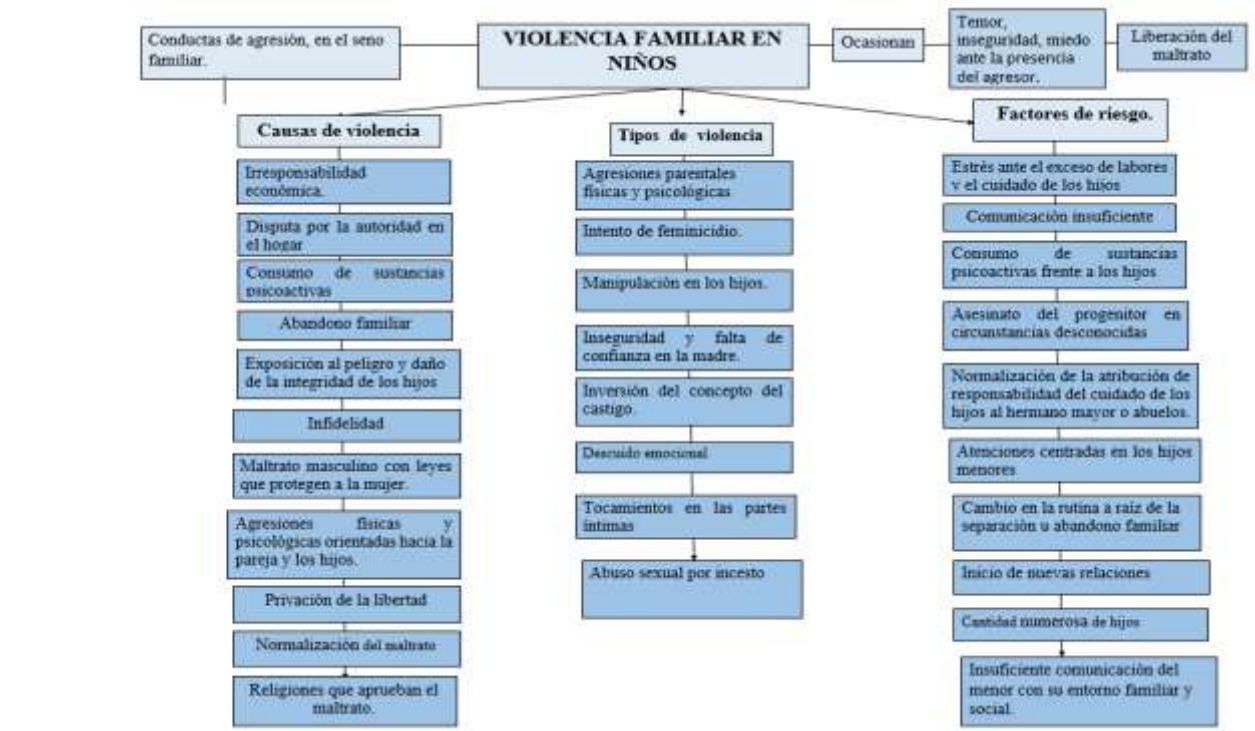 Conductas de agresión, en el seno
familiar.
VIOLENCIA FAMILIAR EN
NIÑOS
Ocasionan
Temor,
inseguridad, miedo
ante la presencia
del agresor.
Liberación del
maltrato
Causas de violencia
Irresponsabilidad
económica.
Disputa por la autoridad en
el hogar
Consumo de sustancias
psicoactivas
Abandono familiar
Exposición al peligro y daño
de la integridad de los hijos
Infidelidad
Maltrato masculino con leyes
que protegen a la mujer.
Agresiones físicas y
psicológicas orientadas hacia la
pareja y los hijos.
Privación de la libertad
Normalización del maltrato
Religiones que aprueban el
maltrato.
Tipos de violencia
Agresiones parentales
físicas y psicológicas
Intento de feminicidio.
Manipulación en los hijos.
Inseguridad y falta de
confianza en la madre.
Inversión del concepto del
castigo.
Descuido emocional
Tocamientos en las partes
íntimas
Abuso sexual por incesto
Factores de riesgo.
Estrés ante el exceso de labores
y el cuidado de los hijos
Comunicación insuficiente
Consumo de sustancias
psicoactivas frente a los hijos
Asesinato del progenitor en
circunstancias desconocidas
Normalización de la atribución de
responsabilidad del cuidado de los
hijos al hermano mayor o abuelos.
Atenciones centradas en los hijos
menores
Cambio en la rutina a raíz de la
separación u abandono familiar
Inicio de nuevas relaciones
Cantidad numerosa de hijos
Insuficiente comunicación del
menor con su entorno familiar y
social.